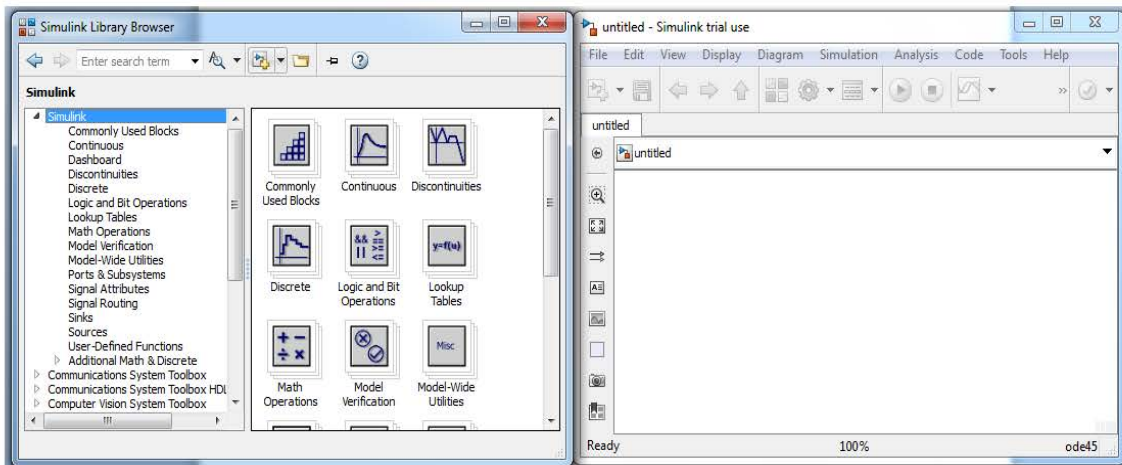 Simulink Library Browser
Enter search term
Simulink
Simulink
Commonly Used Blocks
Continuous
Dashboard
Discontinuities
Discrete
Logic and Bit Operations
Lookup Tables
Math Operations
Model Verification
Model-Wide Utilities
Ports & Subsystems
Signal Attributes
Signal Routing
Sinks
Sources
User-Defined Functions
Additional Math & Discrete
Communications System Toolbox
Communications System Toolbox HDL
Computer Vision System Toolbox
Commonly
Used Blocks
Continuous
Discontinuities
&& >
==
|| >=
<=
y=f(u)
Discrete
Logic and Bit
Operations
Lookup
Tables
+ −
÷ ×
Misc
Math
Operations
Model
Verification
Model-Wide
Utilities
untitled - Simulink trial use
File Edit View Display Diagram Simulation Analysis Code Tools Help
»
untitled
untitled
Ready 100% ode45